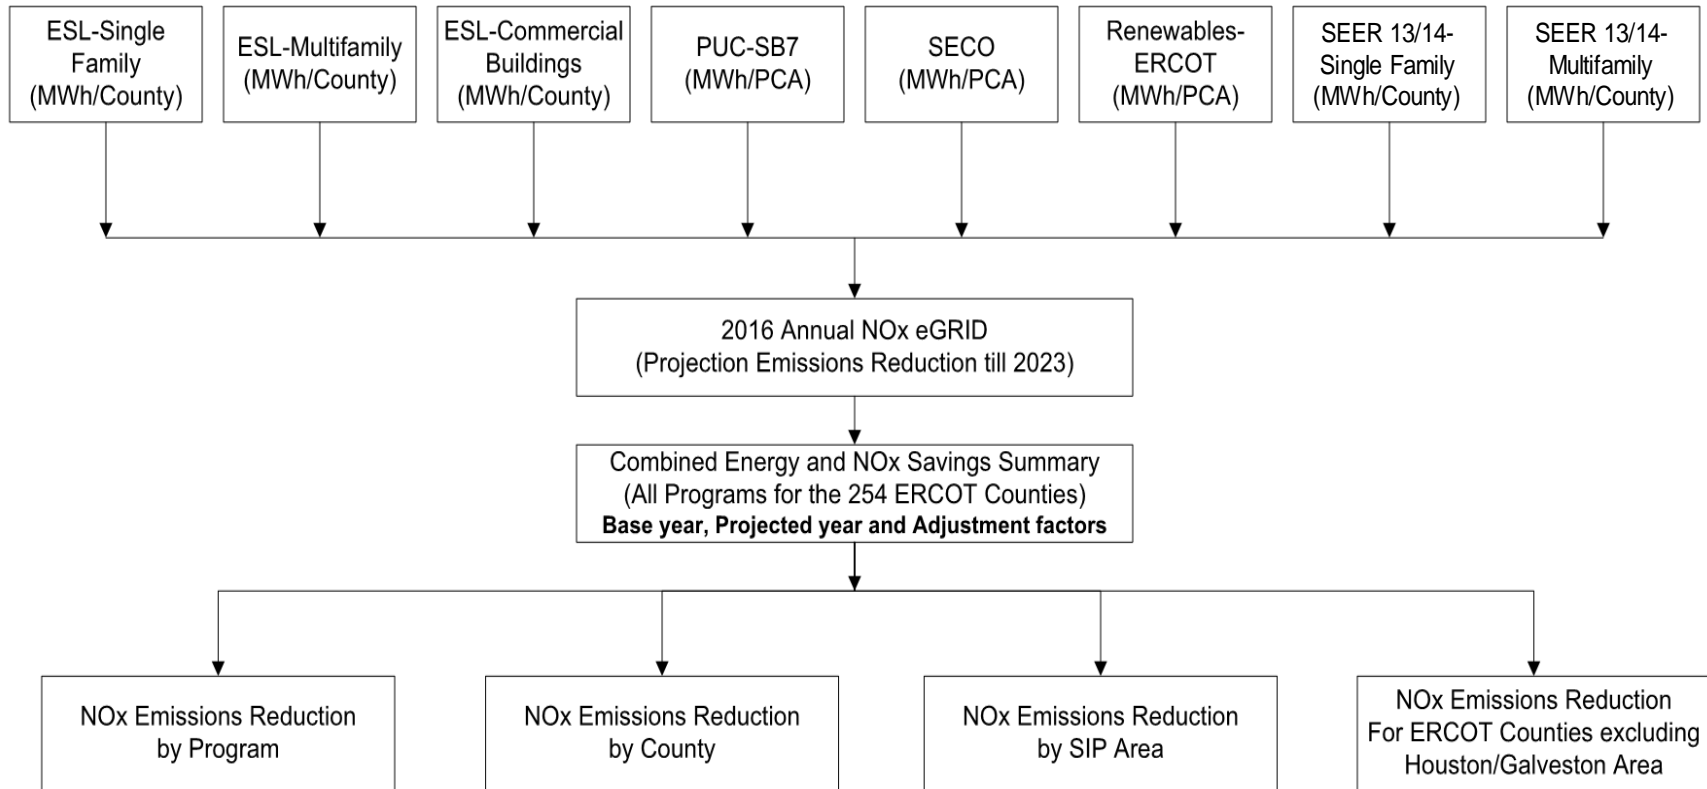 ESL-Single
Family
(MWh/County)
ESL-Multifamily
(MWh/County)
ESL-Commercial
Buildings
(MWh/County)
PUC-SB7
(MWh/PCA)
SECO
(MWh/PCA)
Renewables-
ERCOT
(MWh/PCA)
SEER 13/14-
Single Family
(MWh/County)
SEER 13/14-
Multifamily
(MWh/County)
2016 Annual NOx eGRID
(Projection Emissions Reduction till 2023)
Combined Energy and NOx Savings Summary
(All Programs for the 254 ERCOT Counties)
Base year, Projected year and Adjustment factors
NOx Emissions Reduction
by Program
NOx Emissions Reduction
by County
NOx Emissions Reduction
by SIP Area
NOx Emissions Reduction
For ERCOT Counties excluding
Houston/Galveston Area